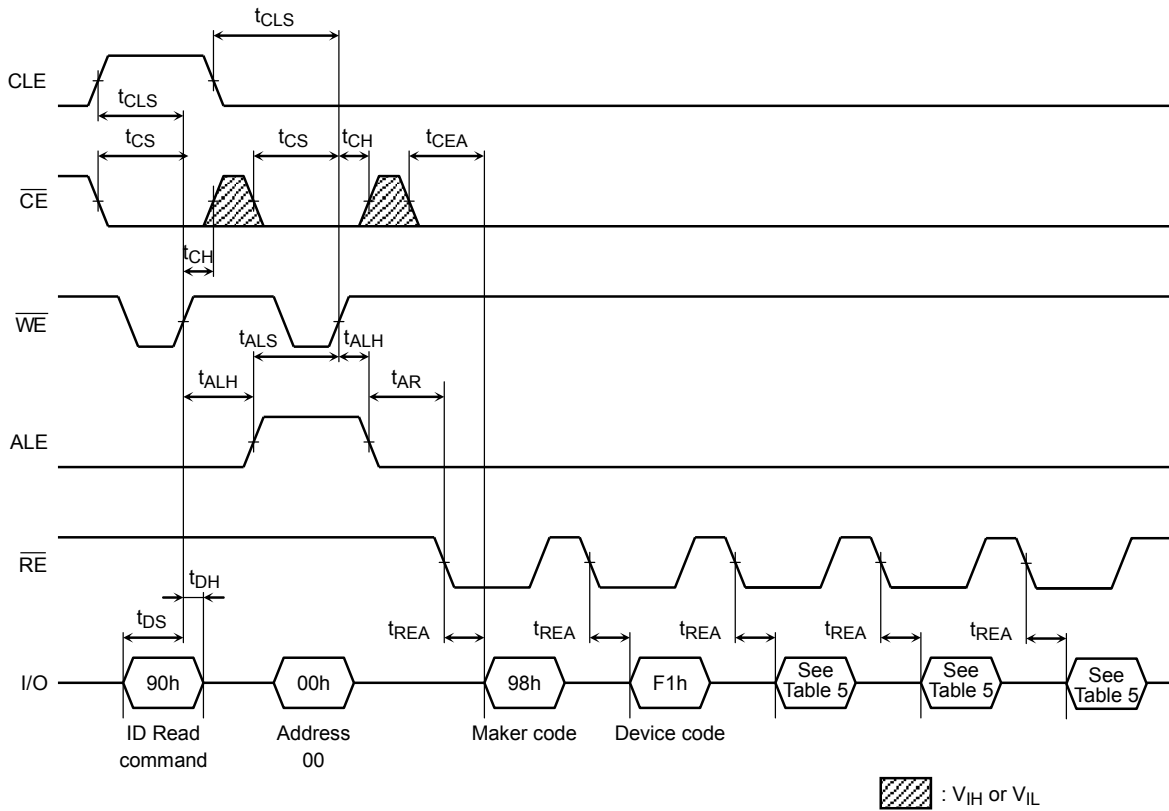 tCLS
CLE
tCLS
tCS tCS tCH tCEA
CE
tCH
WE
tALS tALH
tALH tAR
ALE
RE
tDH
tDS tREA tREA tREA tREA tREA
I/O 90h 00h 98h F1h See Table 5 See Table 5 See Table 5
ID Read command Address 00 Maker code Device code
: VIH or VIL